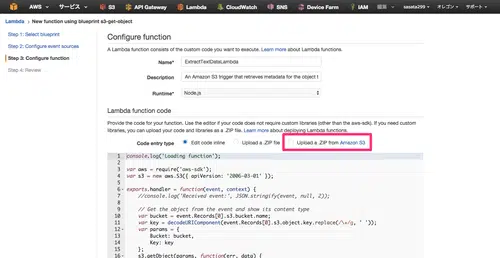 AWS サービス S3 API Gateway Lambda CloudWatch SNS Device Farm IAM sasata299 オレゴン サポート
Lambda > New function using blueprint s3-get-object
Step 1: Select blueprint
Step 2: Configure event sources
Step 3: Configure function
Step 4: Review
Configure function
A Lambda function consists of the custom code you want to execute. Learn more about Lambda functions.
Name* ExtractTextDataLambda
Description An Amazon S3 trigger that retrieves metadata for the object t
Runtime* Node.js
Lambda function code
Provide the code for your function. Use the editor if your code does not require custom libraries (other than the aws-sdk). If you need custom
libraries, you can upload your code and libraries as a .ZIP file. Learn more about deploying Lambda functions.
Code entry type Edit code inline Upload a .ZIP file Upload a .ZIP from Amazon S3
1 console.log('Loading function');
2
3 var aws = require('aws-sdk');
4 var s3 = new aws.S3({ apiVersion: '2006-03-01' });
5
6 exports.handler = function(event, context) {
7 //console.log('Received event:', JSON.stringify(event, null, 2));
8
9 // Get the object from the event and show its content type
10 var bucket = event.Records[0].s3.bucket.name;
11 var key = decodeURIComponent(event.Records[0].s3.object.key.replace(/\+/g, ' '));
12 var params = {
13 Bucket: bucket,
14 Key: key
15 };
16 s3.getObject(params, function(err, data) {